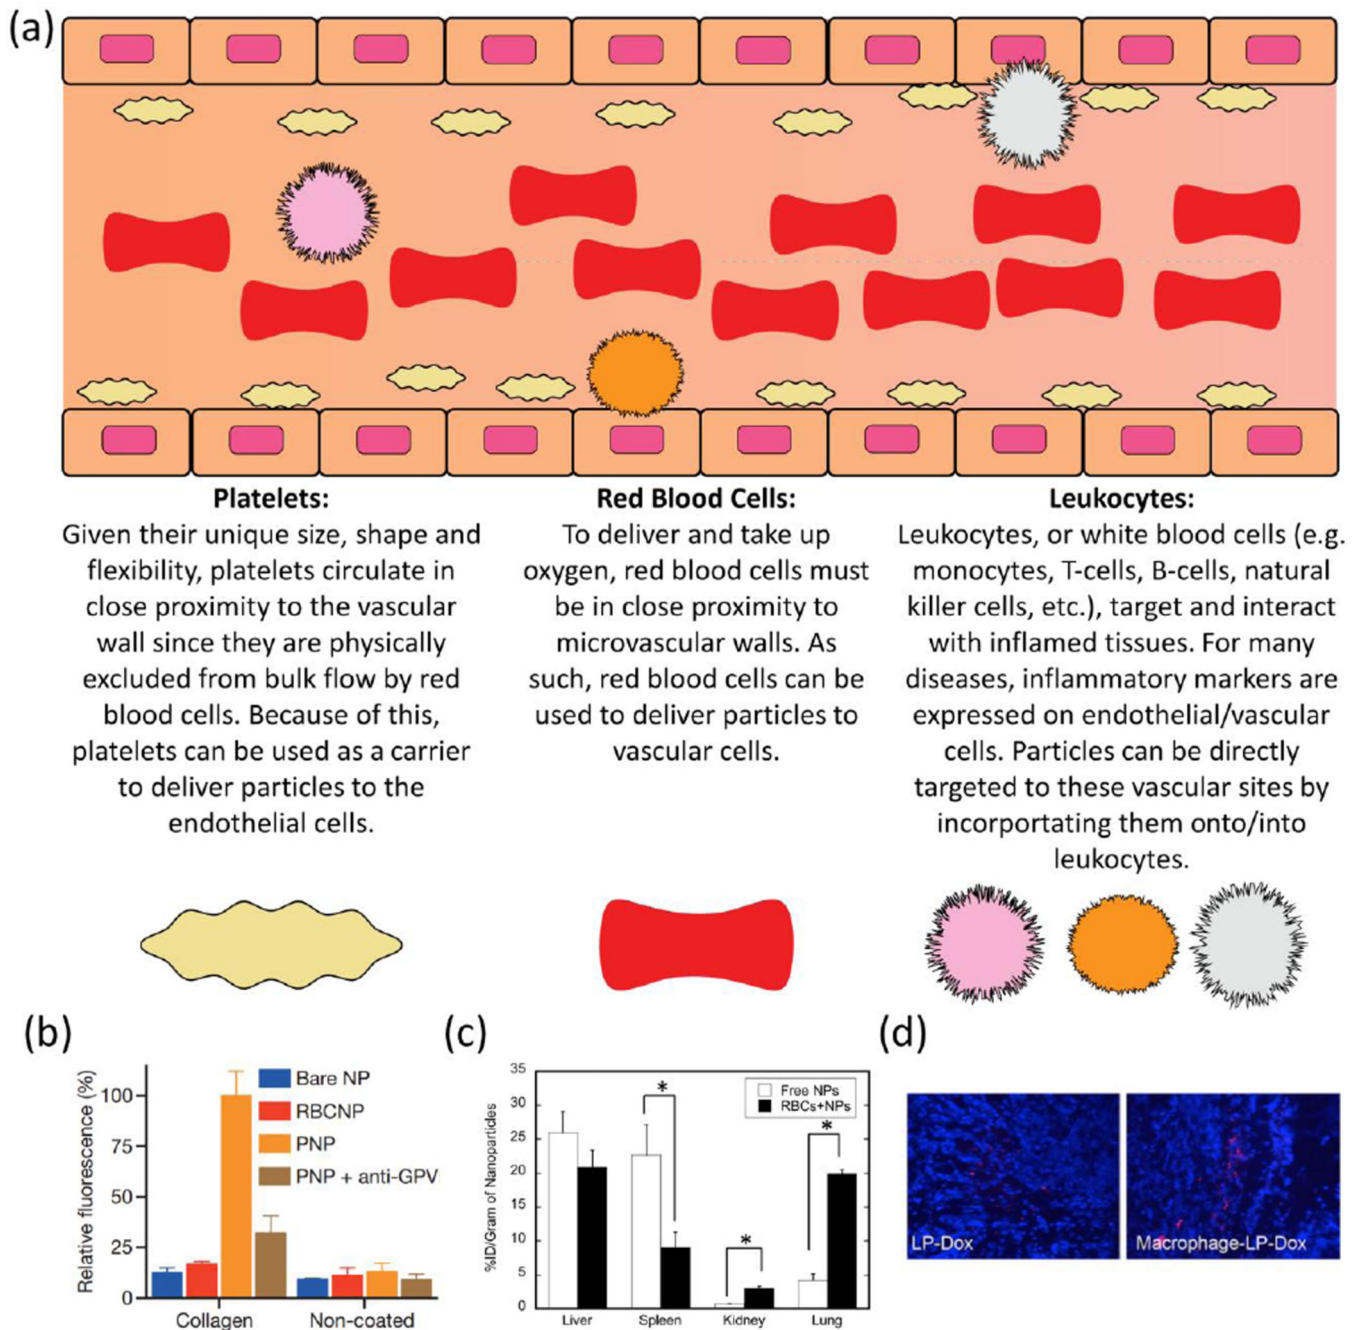 (a)
Platelets:
Given their unique size, shape and
flexibility, platelets circulate in
close proximity to the vascular
wall since they are physically
excluded from bulk flow by red
blood cells. Because of this,
platelets can be used as a carrier
to deliver particles to the
endothelial cells.
Red Blood Cells:
To deliver and take up
oxygen, red blood cells must
be in close proximity to
microvascular walls. As
such, red blood cells can be
used to deliver particles to
vascular cells.
Leukocytes:
Leukocytes, or white blood cells (e.g.
monocytes, T-cells, B-cells, natural
killer cells, etc.), target and interact
with inflamed tissues. For many
diseases, inflammatory markers are
expressed on endothelial/vascular
cells. Particles can be directly
targeted to these vascular sites by
incorportating them onto/into
leukocytes.
(b)
Relative fluorescence (%)
100
75
50
25
0
Bare NP
RBCNP
PNP
PNP + anti-GPV
Collagen
Non-coated
(c)
%ID/Gram of Nanoparticles
35
30
25
20
15
10
5
0
Free NPs
RBCs+NPs
*
*
*
Liver
Spleen
Kidney
Lung
(d)
LP-Dox
Macrophage-LP-Dox